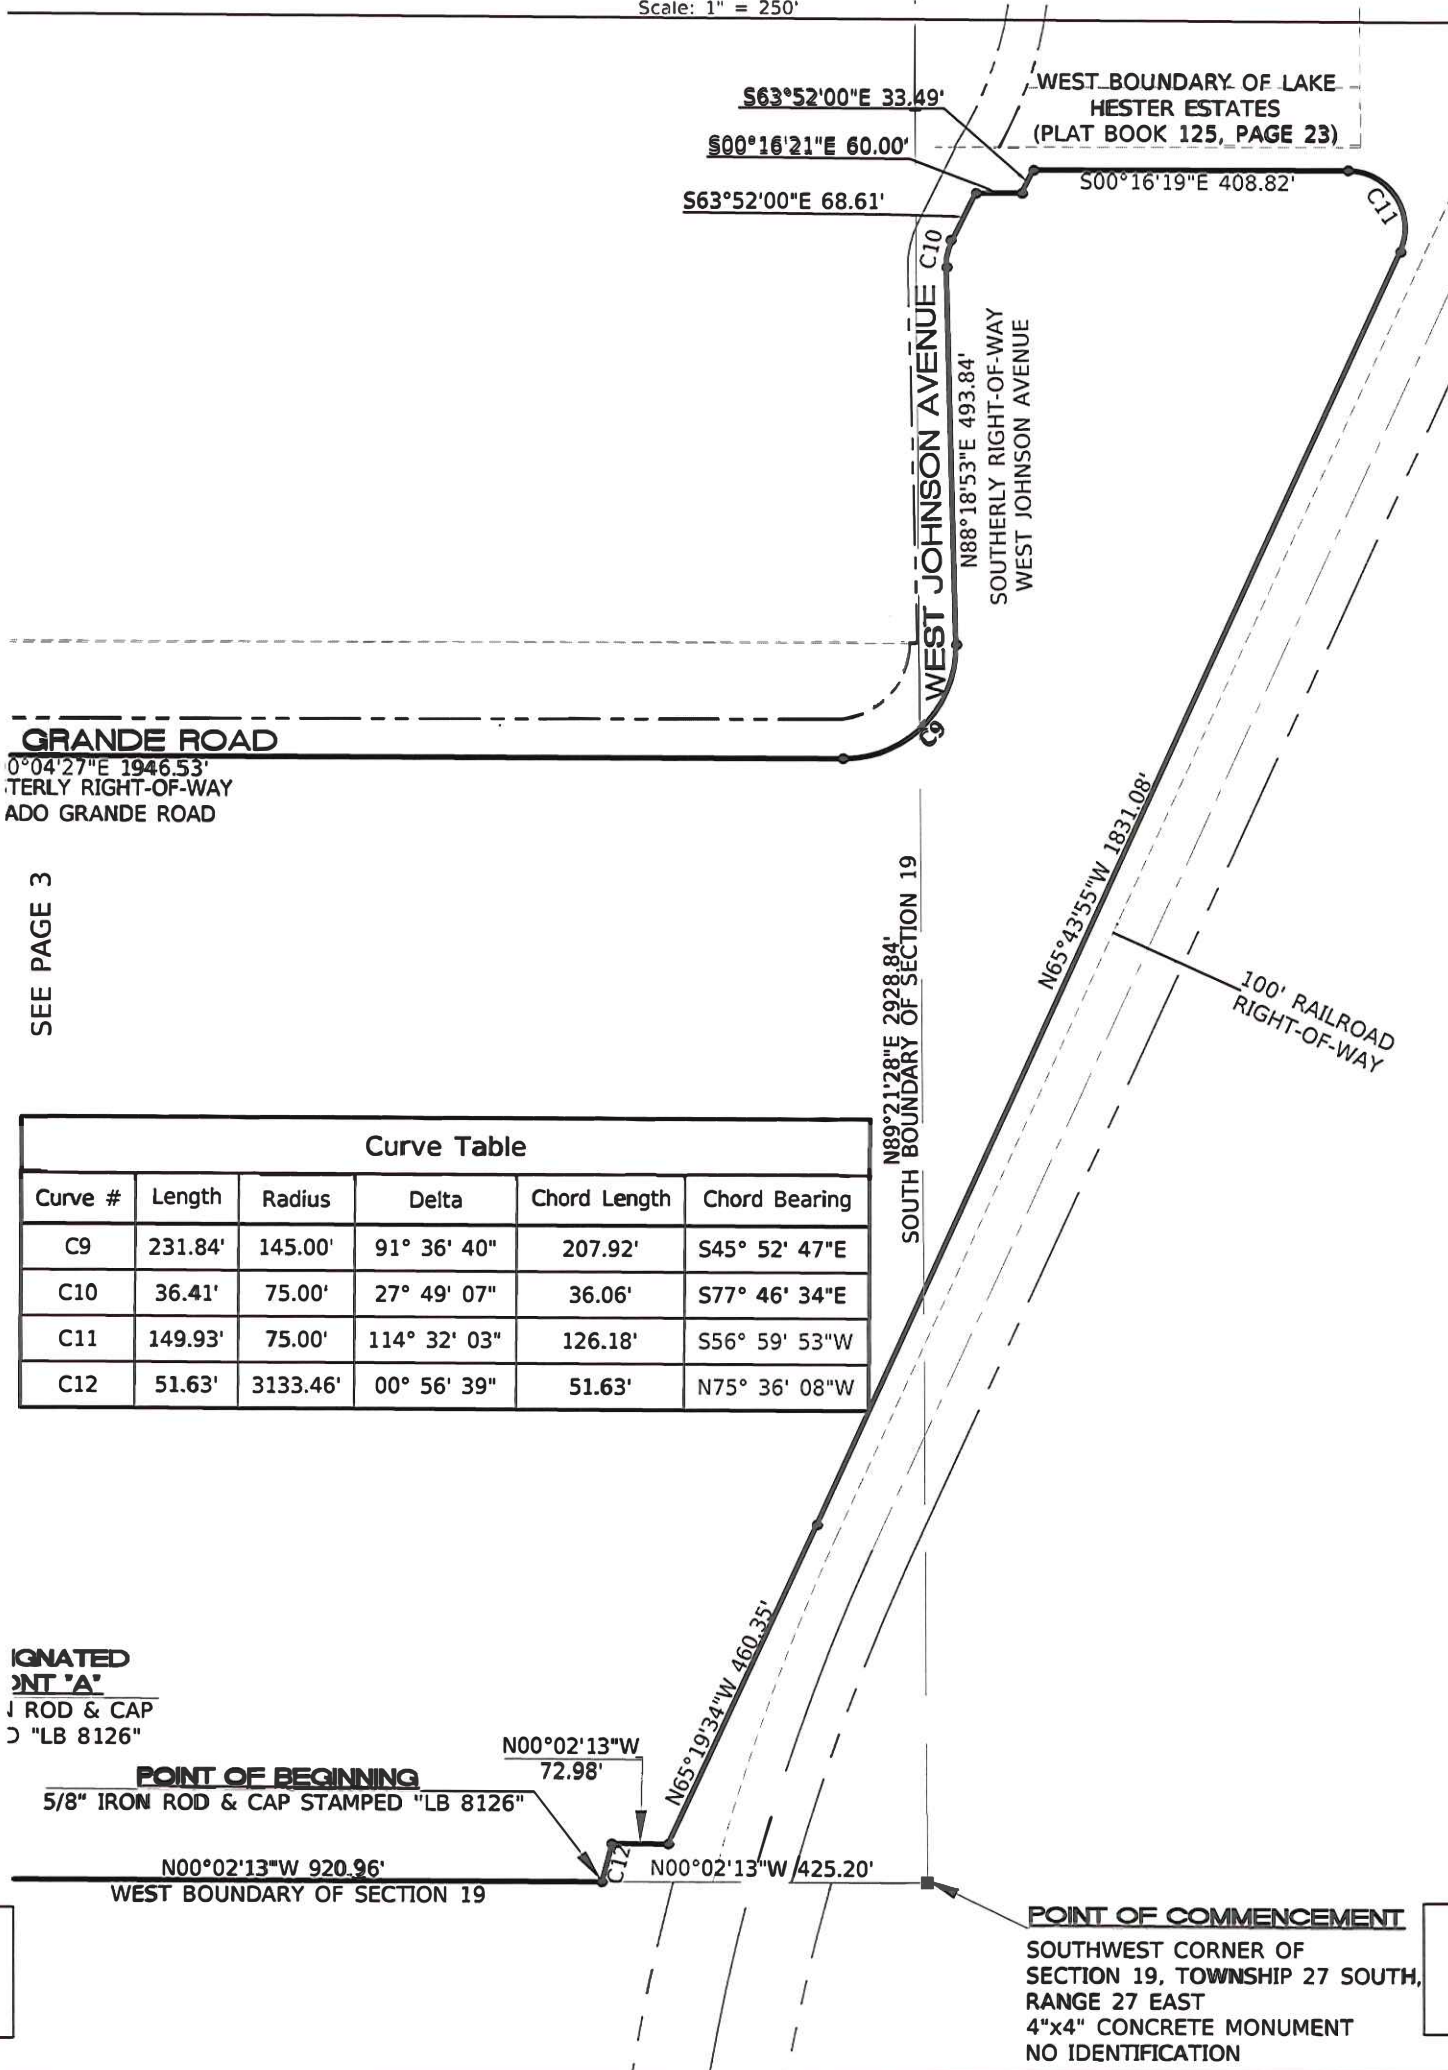 Scale: 1" = 250'
WEST BOUNDARY OF LAKE
HESTER ESTATES
(PLAT BOOK 125, PAGE 23)
S63°52'00"E 33.49'
S00°16'21"E 60.00'
S63°52'00"E 68.61'
S00°16'19"E 408.82'
C11
C10
WEST JOHNSON AVENUE
N88°18'53"E 493.84'
SOUTHERLY RIGHT-OF-WAY
WEST JOHNSON AVENUE
C9
GRANDE ROAD
0°04'27"E 1946.53'
TERLY RIGHT-OF-WAY
ADO GRANDE ROAD
SEE PAGE 3
N65°43'55"W 1831.08'
N89°21'28"E 2928.84'
SOUTH BOUNDARY OF SECTION 19
100' RAILROAD
RIGHT-OF-WAY
Curve Table
Curve # Length Radius Delta Chord Length Chord Bearing
C9 231.84' 145.00' 91° 36' 40" 207.92' S45° 52' 47"E
C10 36.41' 75.00' 27° 49' 07" 36.06' S77° 46' 34"E
C11 149.93' 75.00' 114° 32' 03" 126.18' S56° 59' 53"W
C12 51.63' 3133.46' 00° 56' 39" 51.63' N75° 36' 08"W
N65°19'34"W 460.35'
IGNATED
NT "A"
ROD & CAP
"LB 8126"
N00°02'13"W
72.98'
POINT OF BEGINNING
5/8" IRON ROD & CAP STAMPED "LB 8126"
C12
N00°02'13"W 920.96'
WEST BOUNDARY OF SECTION 19
N00°02'13"W 425.20'
POINT OF COMMENCEMENT
SOUTHWEST CORNER OF
SECTION 19, TOWNSHIP 27 SOUTH,
RANGE 27 EAST
4"x4" CONCRETE MONUMENT
NO IDENTIFICATION